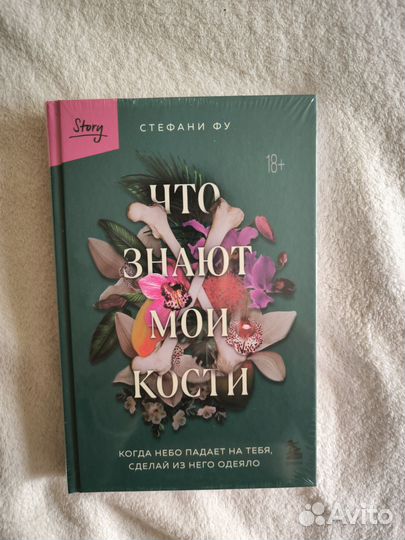 Story
СТЕФАНИ ФУ
18+
ЧТО
ЗНАЮТ
МОИ
КОСТИ
КОГДА НЕБО ПАДАЕТ НА ТЕБЯ,
СДЕЛАЙ ИЗ НЕГО ОДЕЯЛО
Avito